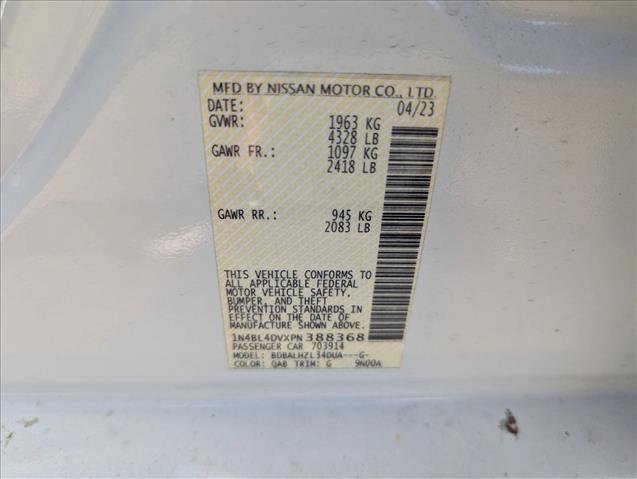 MFD BY NISSAN MOTOR CO., LTD.
DATE: 04/23
GVWR: 1963 KG
4328 LB
GAWR FR.: 1097 KG
2418 LB
GAWR RR.: 945 KG
2083 LB
THIS VEHICLE CONFORMS TO
ALL APPLICABLE FEDERAL
MOTOR VEHICLE SAFETY,
BUMPER, AND THEFT
PREVENTION STANDARDS IN
EFFECT ON THE DATE OF
MANUFACTURE SHOWN ABOVE.
1N4BL4DVXPN388368
PASSENGER CAR 703914
MODEL: BDBALHZL34DUA---G-
COLOR: QAB TRIM: G 9N00A